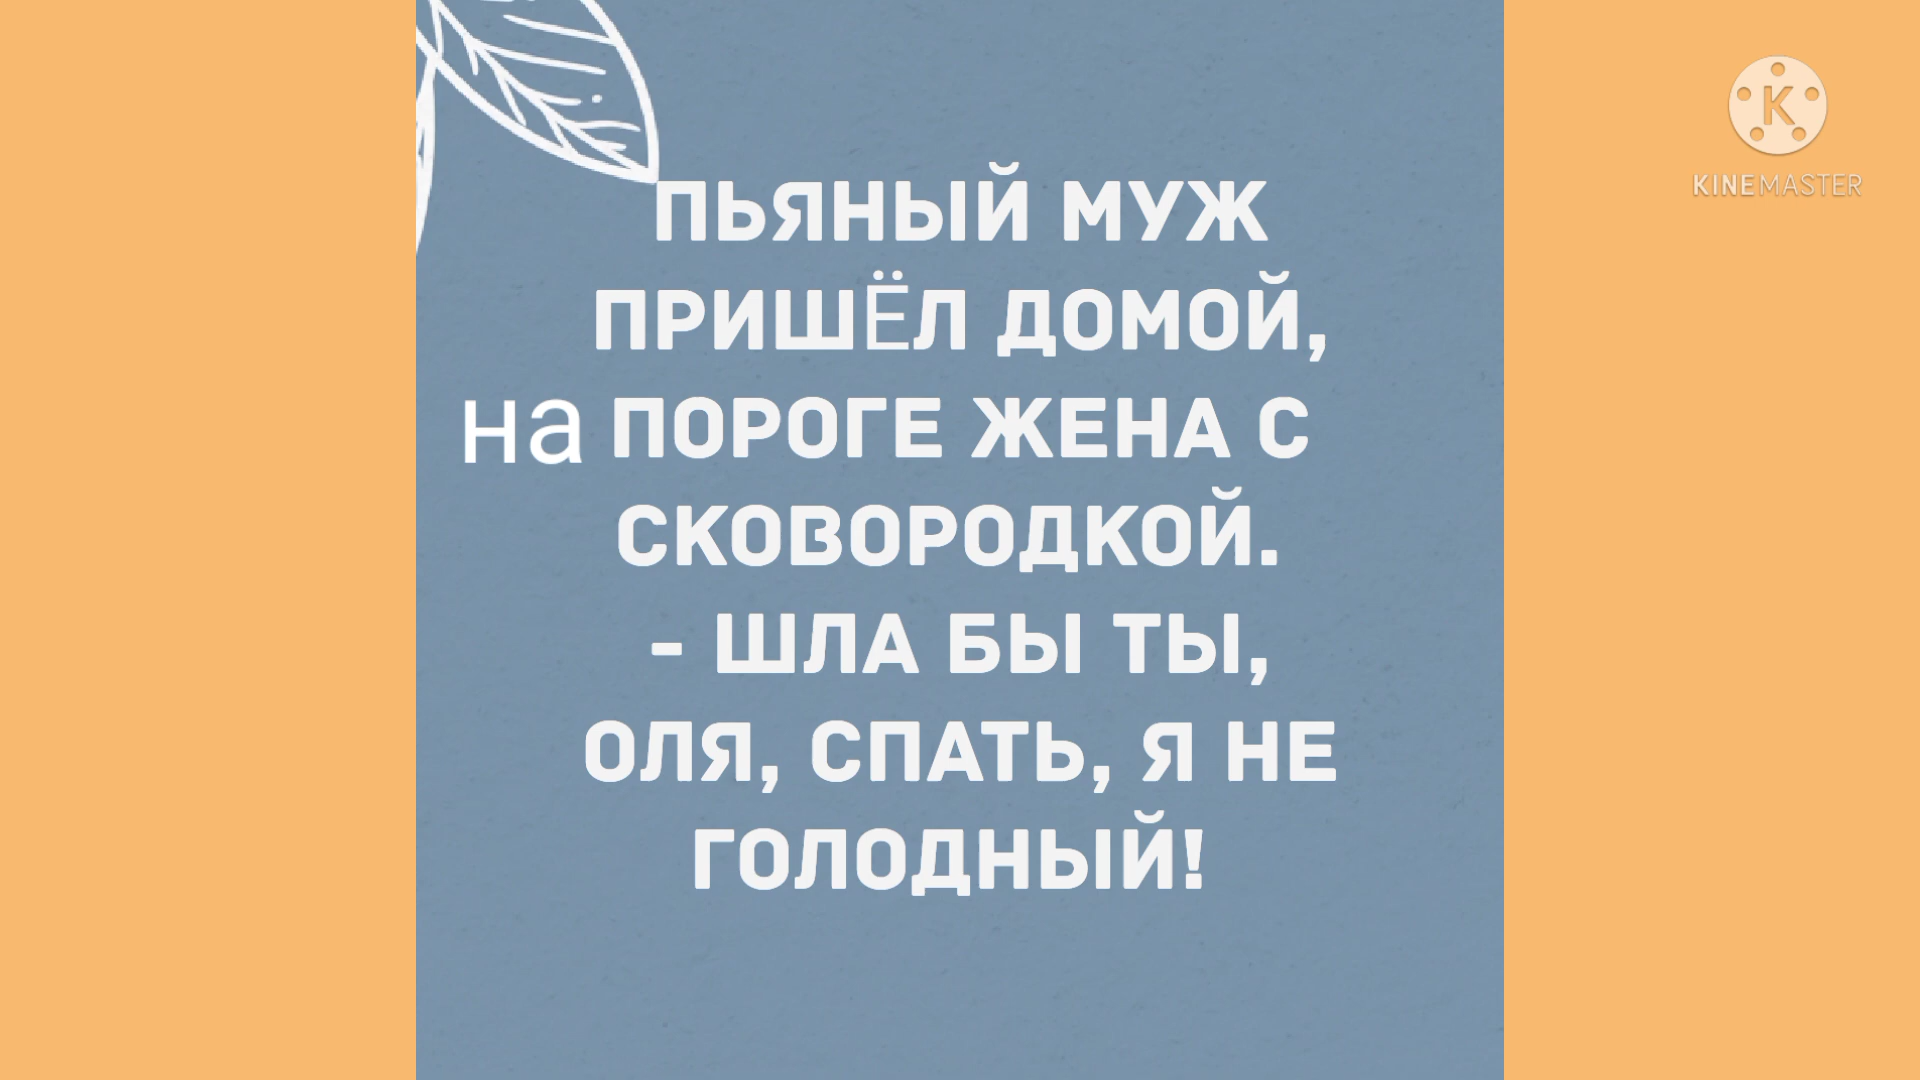 ПЬЯНЫЙ МУЖ
ПРИШЁЛ ДОМОЙ,
на ПОРОГЕ ЖЕНА С
СКОВОРОДКОЙ.
- ШЛА БЫ ТЫ,
ОЛЯ, СПАТЬ, Я НЕ
ГОЛОДНЫЙ!
K
KINEMASTER